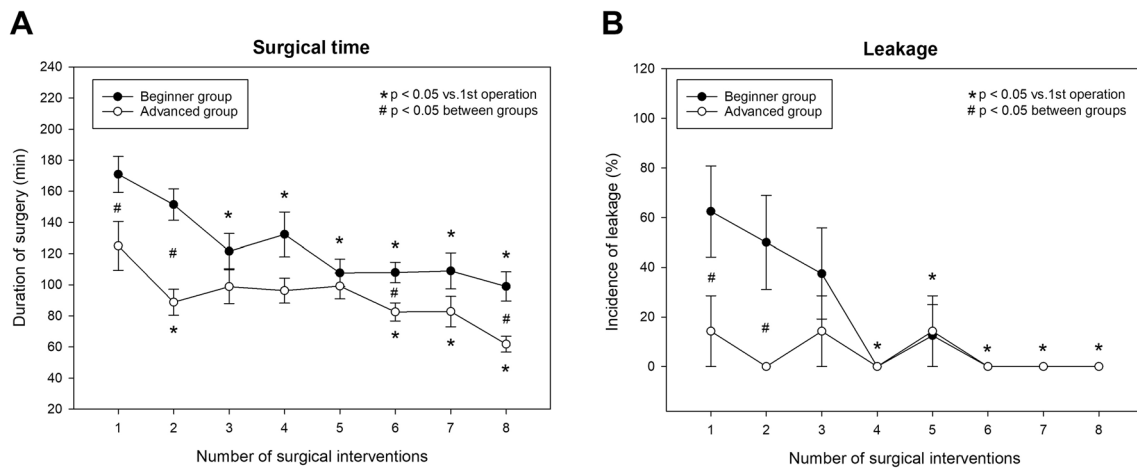 A
Surgical time
240
220
200
180
160
140
120
100
80
60
40
20
Duration of surgery (min)
Beginner group
Advanced group
* p < 0.05 vs.1st operation
# p < 0.05 between groups
* * * * * *
# # # #
* * * *
1 2 3 4 5 6 7 8
Number of surgical interventions
B
Leakage
120
100
80
60
40
20
0
Incidence of leakage (%)
Beginner group
Advanced group
* p < 0.05 vs.1st operation
# p < 0.05 between groups
# #
* * * * *
1 2 3 4 5 6 7 8
Number of surgical interventions